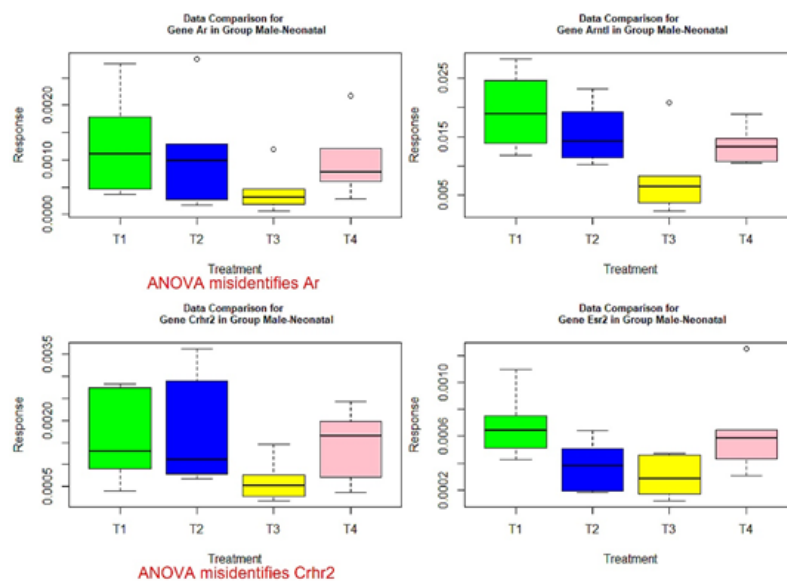 Data Comparison for
Gene Ar in Group Male-Neonatal
Response
0.0020
0.0010
0.0000
T1 T2 T3 T4
Treatment
ANOVA misidentifies Ar
Data Comparison for
Gene Arntl in Group Male-Neonatal
Response
0.025
0.015
0.005
T1 T2 T3 T4
Treatment
Data Comparison for
Gene Crhr2 in Group Male-Neonatal
Response
0.0035
0.0020
0.0005
T1 T2 T3 T4
Treatment
ANOVA misidentifies Crhr2
Data Comparison for
Gene Esr2 in Group Male-Neonatal
Response
0.0010
0.0006
0.0002
T1 T2 T3 T4
Treatment